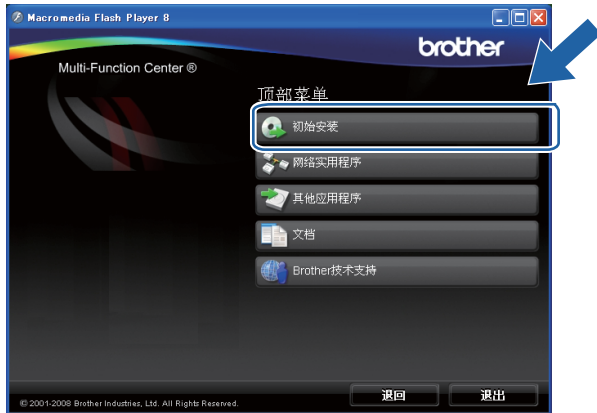 Macromedia Flash Player 8
brother
Multi-Function Center ®
顶部菜单
初始安装
网络实用程序
其他应用程序
文档
Brother技术支持
退回
退出
© 2001-2008 Brother Industries, Ltd. All Rights Reserved.